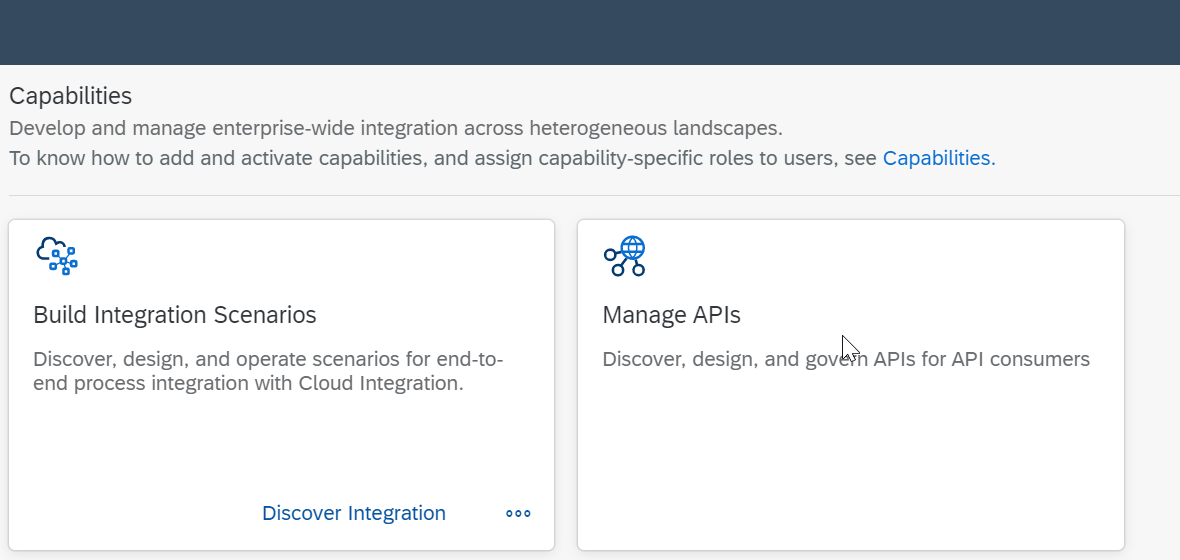 Capabilities
Develop and manage enterprise-wide integration across heterogeneous landscapes.
To know how to add and activate capabilities, and assign capability-specific roles to users, see Capabilities.
Build Integration Scenarios
Discover, design, and operate scenarios for end-to-
end process integration with Cloud Integration.
Discover Integration
Manage APIs
Discover, design, and govern APIs for API consumers